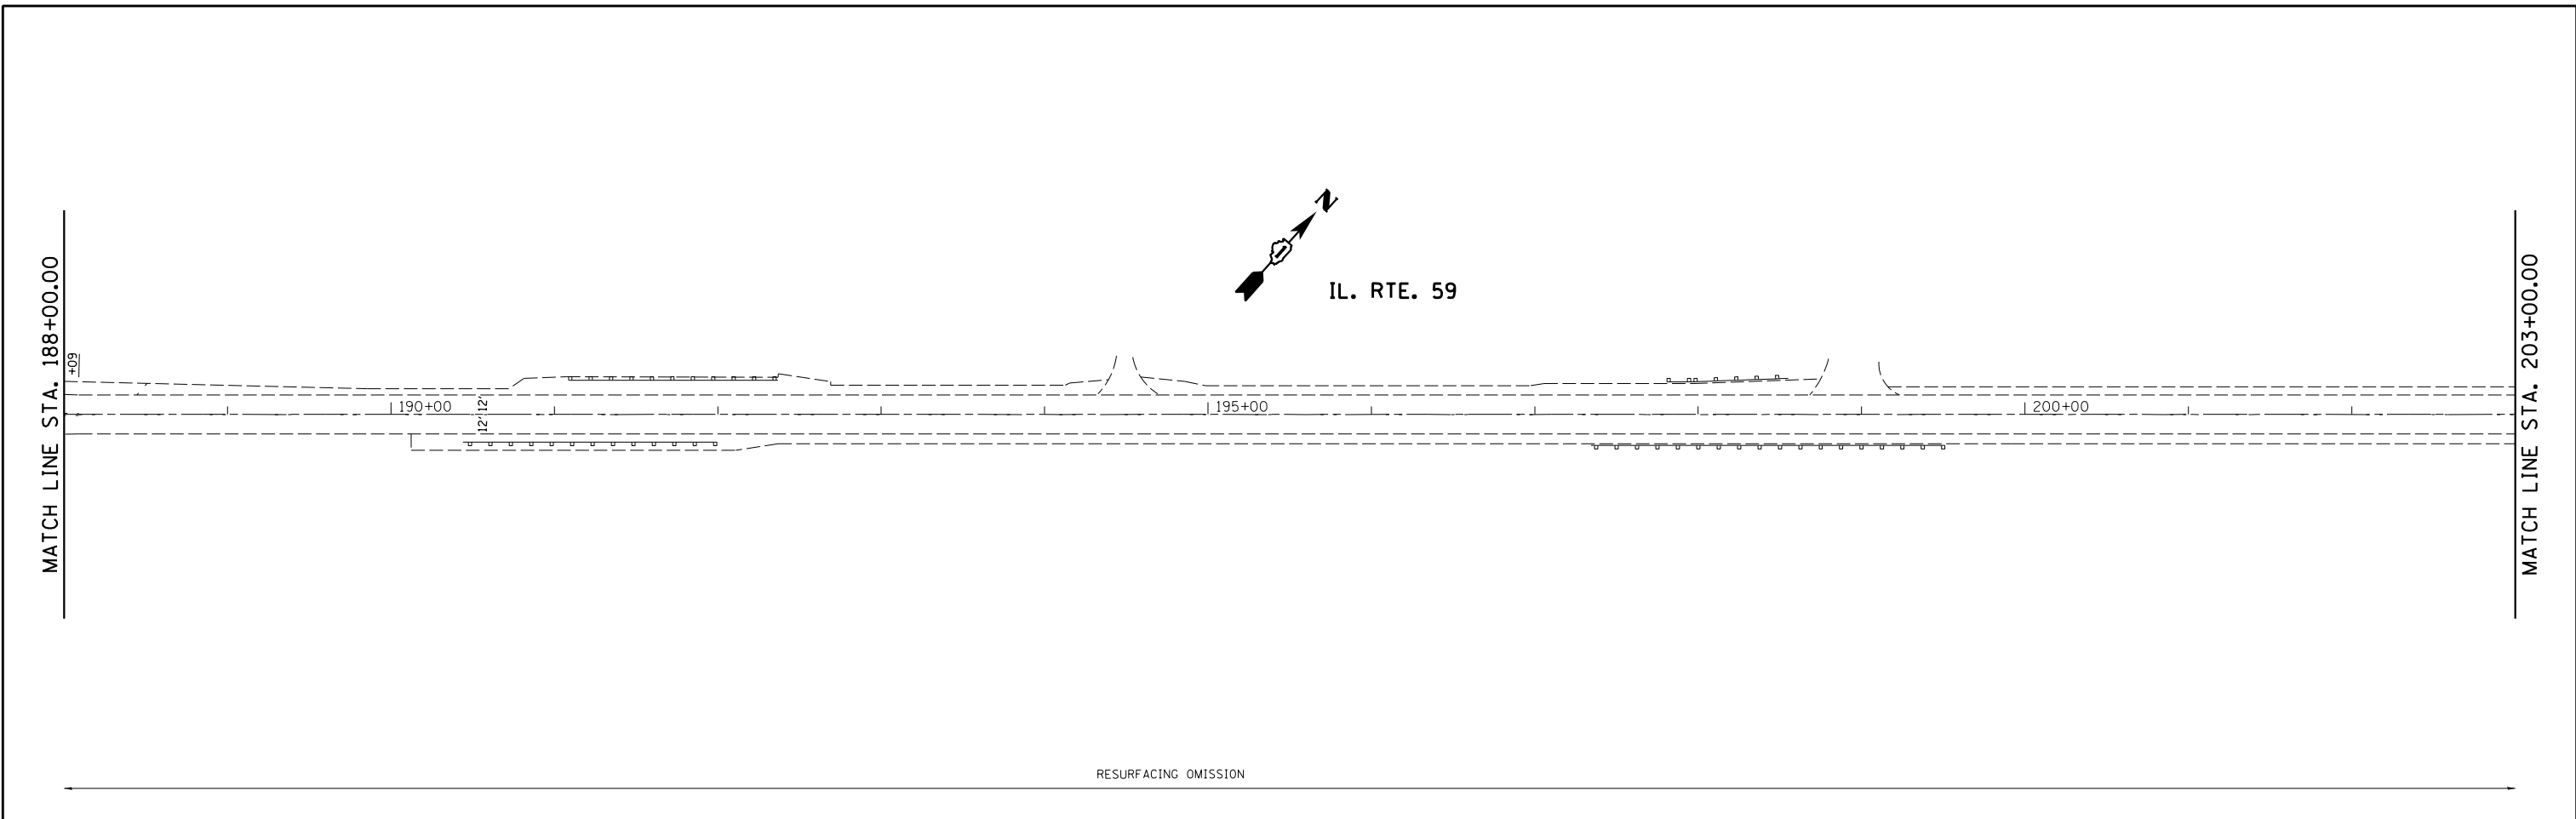 N
IL. RTE. 59
MATCH LINE STA. 188+00.00
+09
190+00
12' 12'
195+00
200+00
MATCH LINE STA. 203+00.00
RESURFACING OMISSION